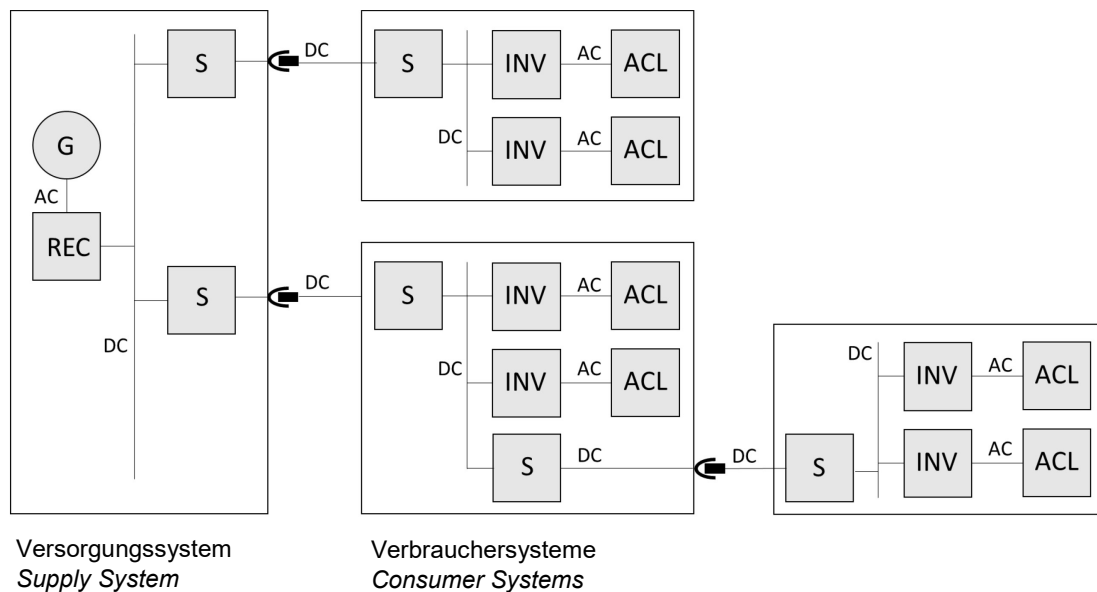 S
DC
G
AC
REC
S
DC
S
INV
AC
ACL
DC
INV
AC
ACL
DC
S
INV
AC
ACL
DC
INV
AC
ACL
S
DC
DC
DC
INV
AC
ACL
S
INV
AC
ACL
Versorgungssystem
Supply System
Verbrauchersysteme
Consumer Systems